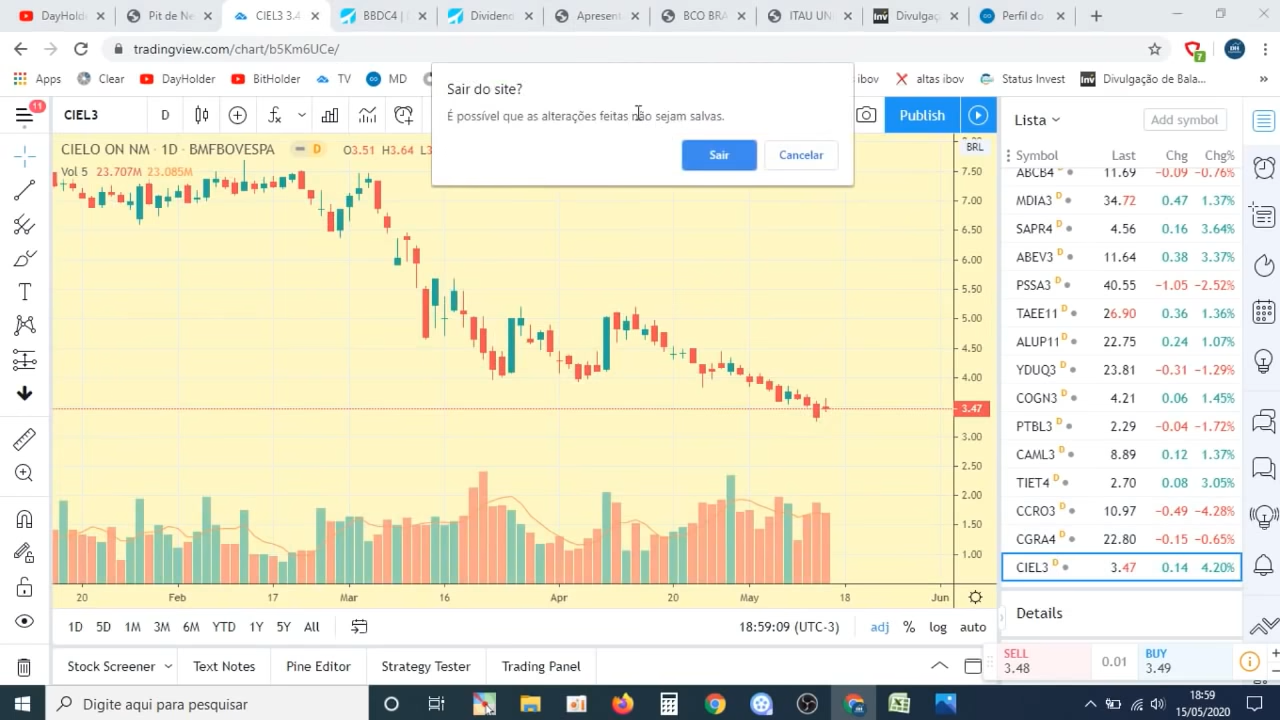 DayHold
Pit de Ne
CIEL3 3.4
BBDC4 | D
Dividend
Apresent
BCO BRA
ITAU UN
Divulgaç
Perfil do
tradingview.com/chart/b5Km6UCe/
7
Apps
Clear
DayHolder
BitHolder
TV
MD
ibov
altas ibov
Status Invest
Divulgação de Bala...
»
Sair do site?
É possível que as alterações feitas não sejam salvas.
Sair
Cancelar
11
CIEL3
D
Publish
Lista
Add symbol
CIELO ON NM · 1D · BMFBOVESPA
D
O3.51 H3.64 L3
BRL
Vol 5 23.707M 23.085M
Symbol Last Chg Chg%
ABCB4 11.69 −0.09 −0.76%
MDIA3 D 34.72 0.47 1.37%
SAPR4 D 4.56 0.16 3.64%
ABEV3 D 11.64 0.38 3.37%
PSSA3 D 40.55 −1.05 −2.52%
TAEE11 D 26.90 0.36 1.36%
ALUP11 D 22.75 0.24 1.07%
YDUQ3 D 23.81 −0.31 −1.29%
COGN3 D 4.21 0.06 1.45%
PTBL3 D 2.29 −0.04 −1.72%
CAML3 D 8.89 0.12 1.37%
TIET4 D 2.70 0.08 3.05%
CCRO3 D 10.97 −0.49 −4.28%
CGRA4 D 22.80 −0.15 −0.65%
CIEL3 D 3.47 0.14 4.20%
7.50
7.00
6.50
6.00
5.50
5.00
4.50
4.00
3.47
3.00
2.50
2.00
1.50
1.00
20 Feb 17 Mar 16 Apr 20 May 18 Jun
Details
1D 5D 1M 3M 6M YTD 1Y 5Y All
18:59:09 (UTC-3)
adj % log auto
Stock Screener
Text Notes
Pine Editor
Strategy Tester
Trading Panel
SELL
3.48
0.01
BUY
3.49
Digite aqui para pesquisar
18:59
15/05/2020